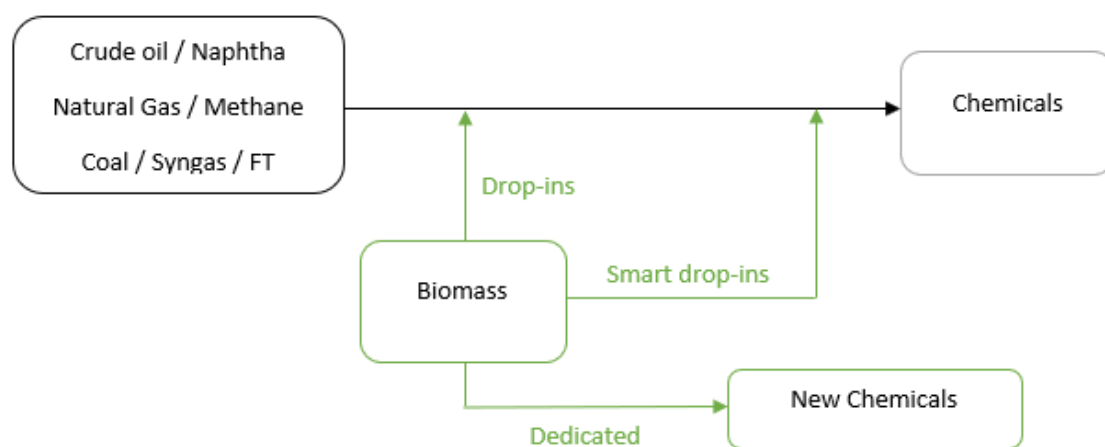 Crude oil / Naphtha
Natural Gas / Methane
Coal / Syngas / FT
Chemicals
Drop-ins
Biomass
Smart drop-ins
New Chemicals
Dedicated